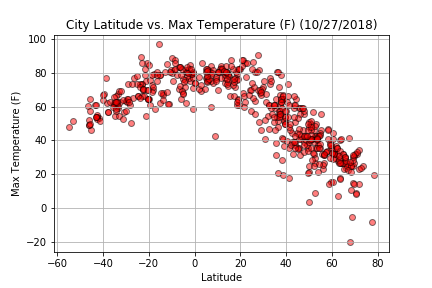 City Latitude vs. Max Temperature (F) (10/27/2018)
100
80
60
40
20
0
−20
Max Temperature (F)
−60 −40 −20 0 20 40 60 80
Latitude